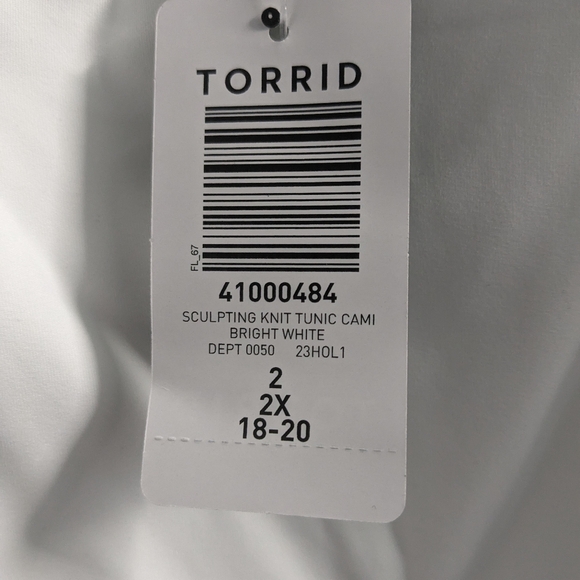 TORRID
FL_67
41000484
SCULPTING KNIT TUNIC CAMI
BRIGHT WHITE
DEPT 0050 23HOL1
2
2X
18-20